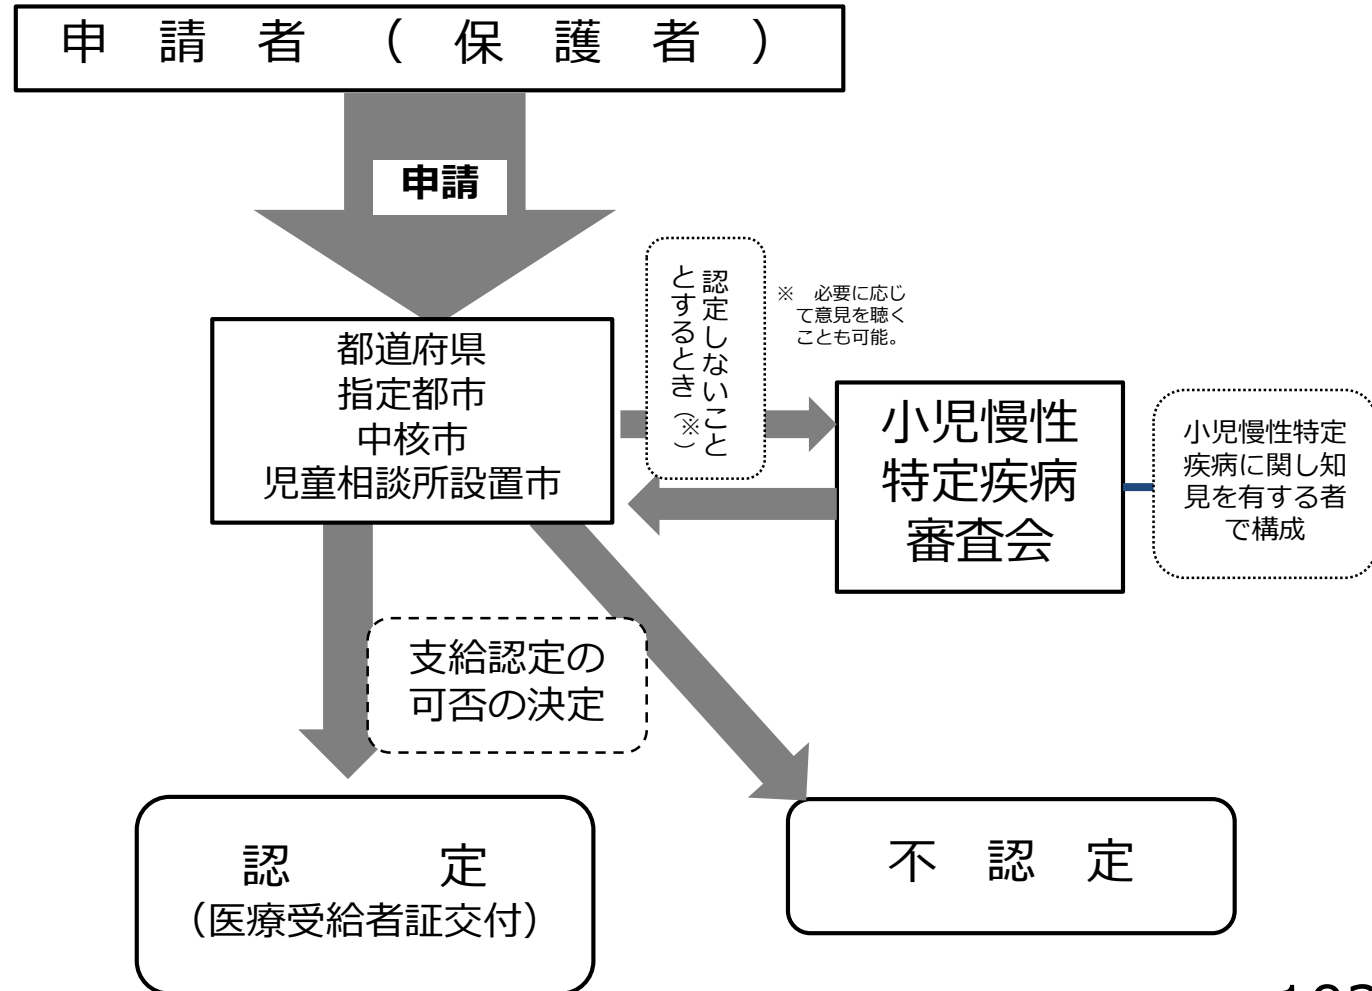 申請者（保護者）
申請
認定しないこと
とするとき（※）
※　必要に応じ
て意見を聴く
ことも可能。
都道府県
指定都市
中核市
児童相談所設置市
小児慢性
特定疾病
審査会
小児慢性特定
疾病に関し知
見を有する者
で構成
支給認定の
可否の決定
認定
（医療受給者証交付）
不認定